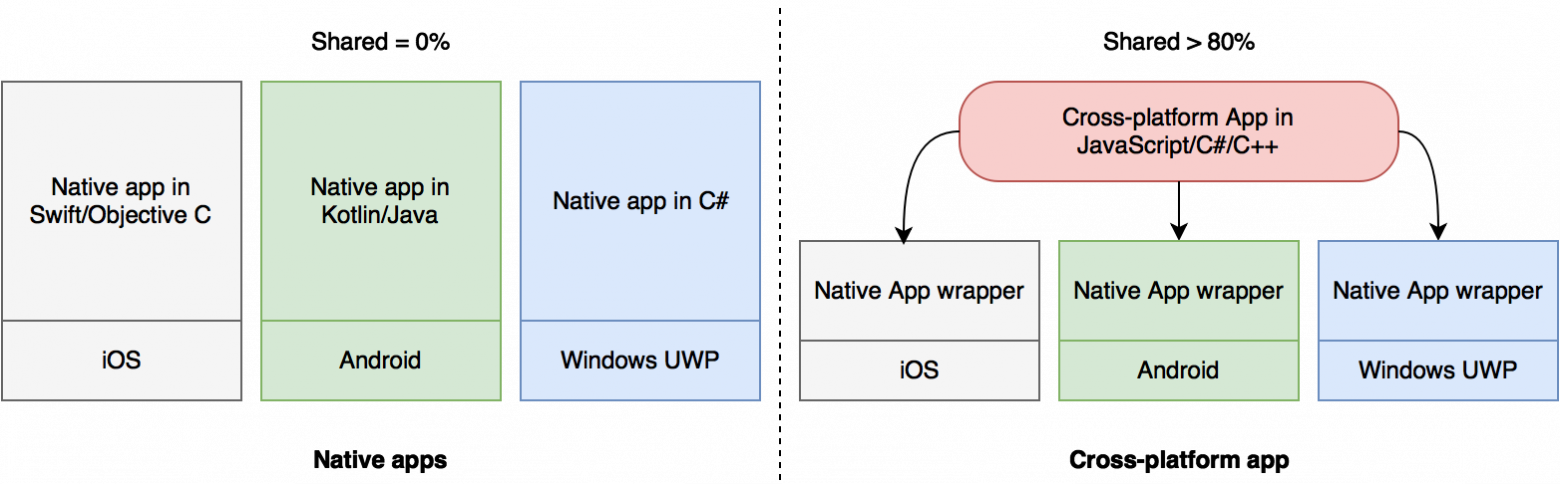 Shared = 0%
Native app in
Swift/Objective C
iOS
Native app in
Kotlin/Java
Android
Native app in C#
Windows UWP
Native apps
Shared > 80%
Cross-platform App in
JavaScript/C#/C++
Native App wrapper
iOS
Native App wrapper
Android
Native App wrapper
Windows UWP
Cross-platform app